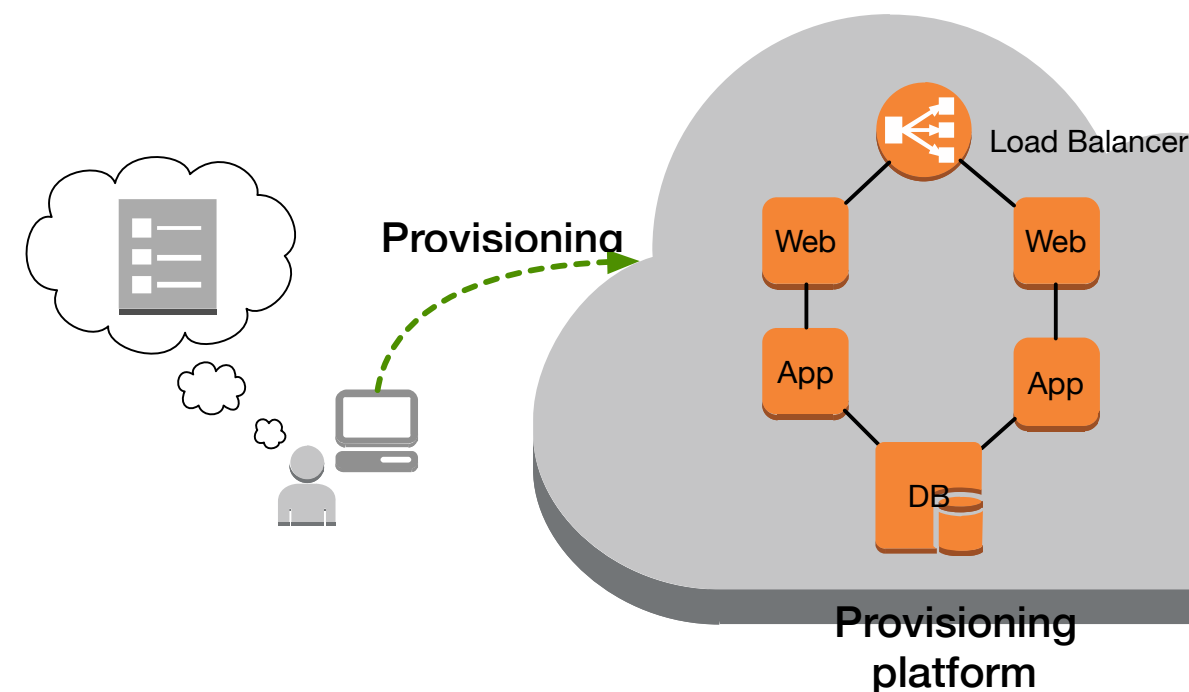 Load Balancer
Provisioning
Web
Web
App
App
DB
Provisioning
platform